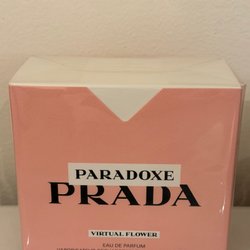 PARADOXE
PRADA
VIRTUAL FLOWER
EAU DE PARFUM